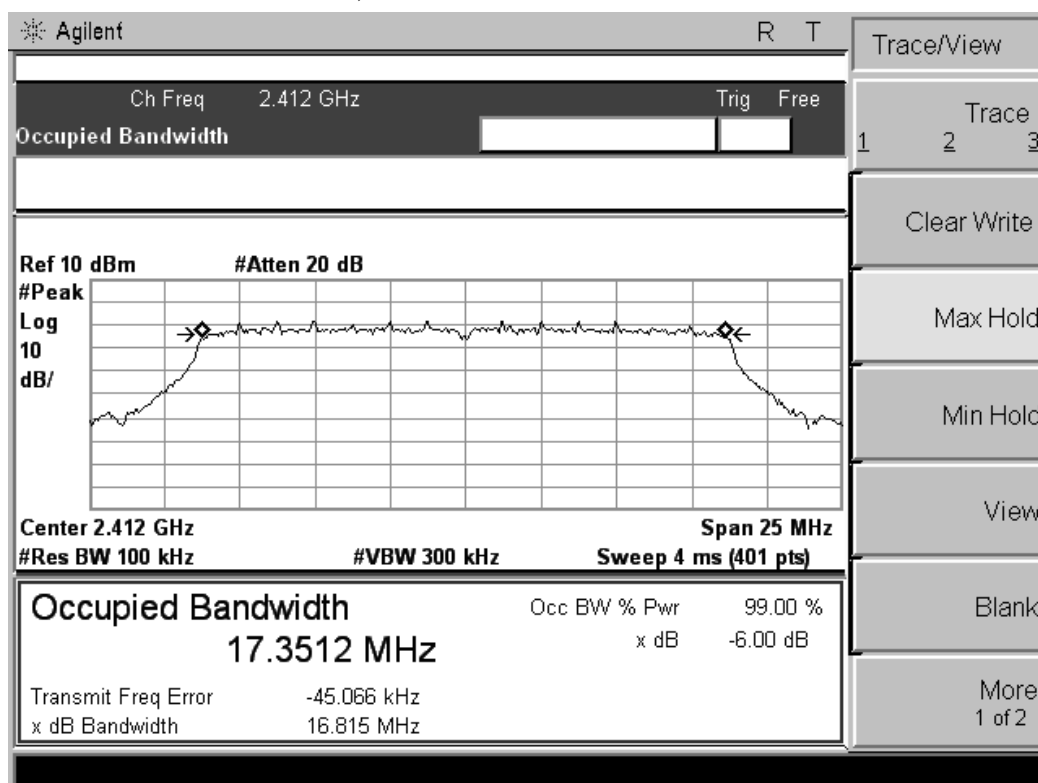 Agilent R T
Trace/View
Ch Freq 2.412 GHz Trig Free
Occupied Bandwidth
Trace
1 2 3
Clear Write
Ref 10 dBm #Atten 20 dB
#Peak
Log
10
dB/
Max Hold
Min Hold
Center 2.412 GHz Span 25 MHz
#Res BW 100 kHz #VBW 300 kHz Sweep 4 ms (401 pts)
View
Occupied Bandwidth
17.3512 MHz
Occ BW % Pwr 99.00 %
x dB -6.00 dB
Transmit Freq Error -45.066 kHz
x dB Bandwidth 16.815 MHz
Blank
More
1 of 2